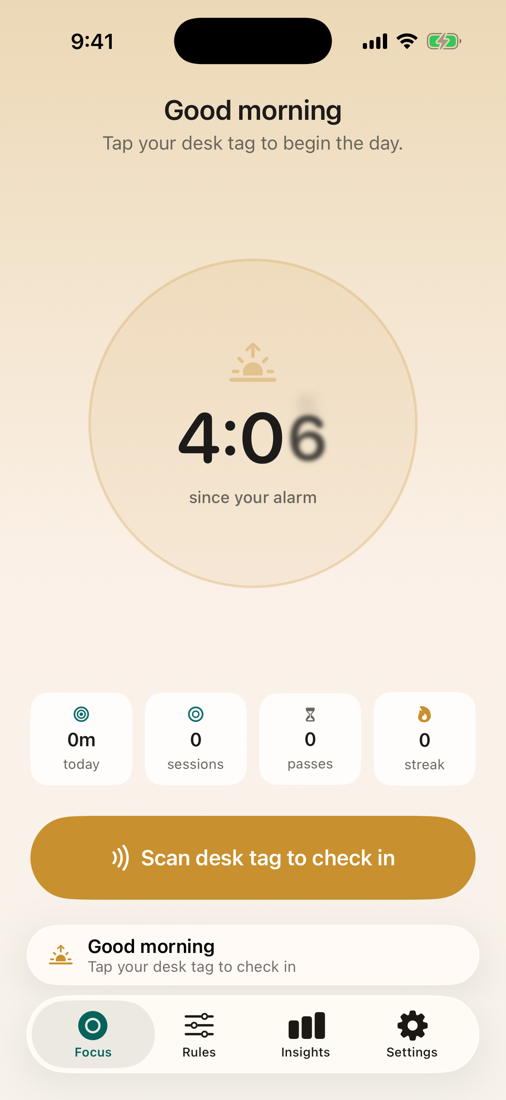 9:41
Good morning
Tap your desk tag to begin the day.
4:06
since your alarm
0m
today
0
sessions
0
passes
0
streak
Scan desk tag to check in
Good morning
Tap your desk tag to check in
Focus
Rules
Insights
Settings